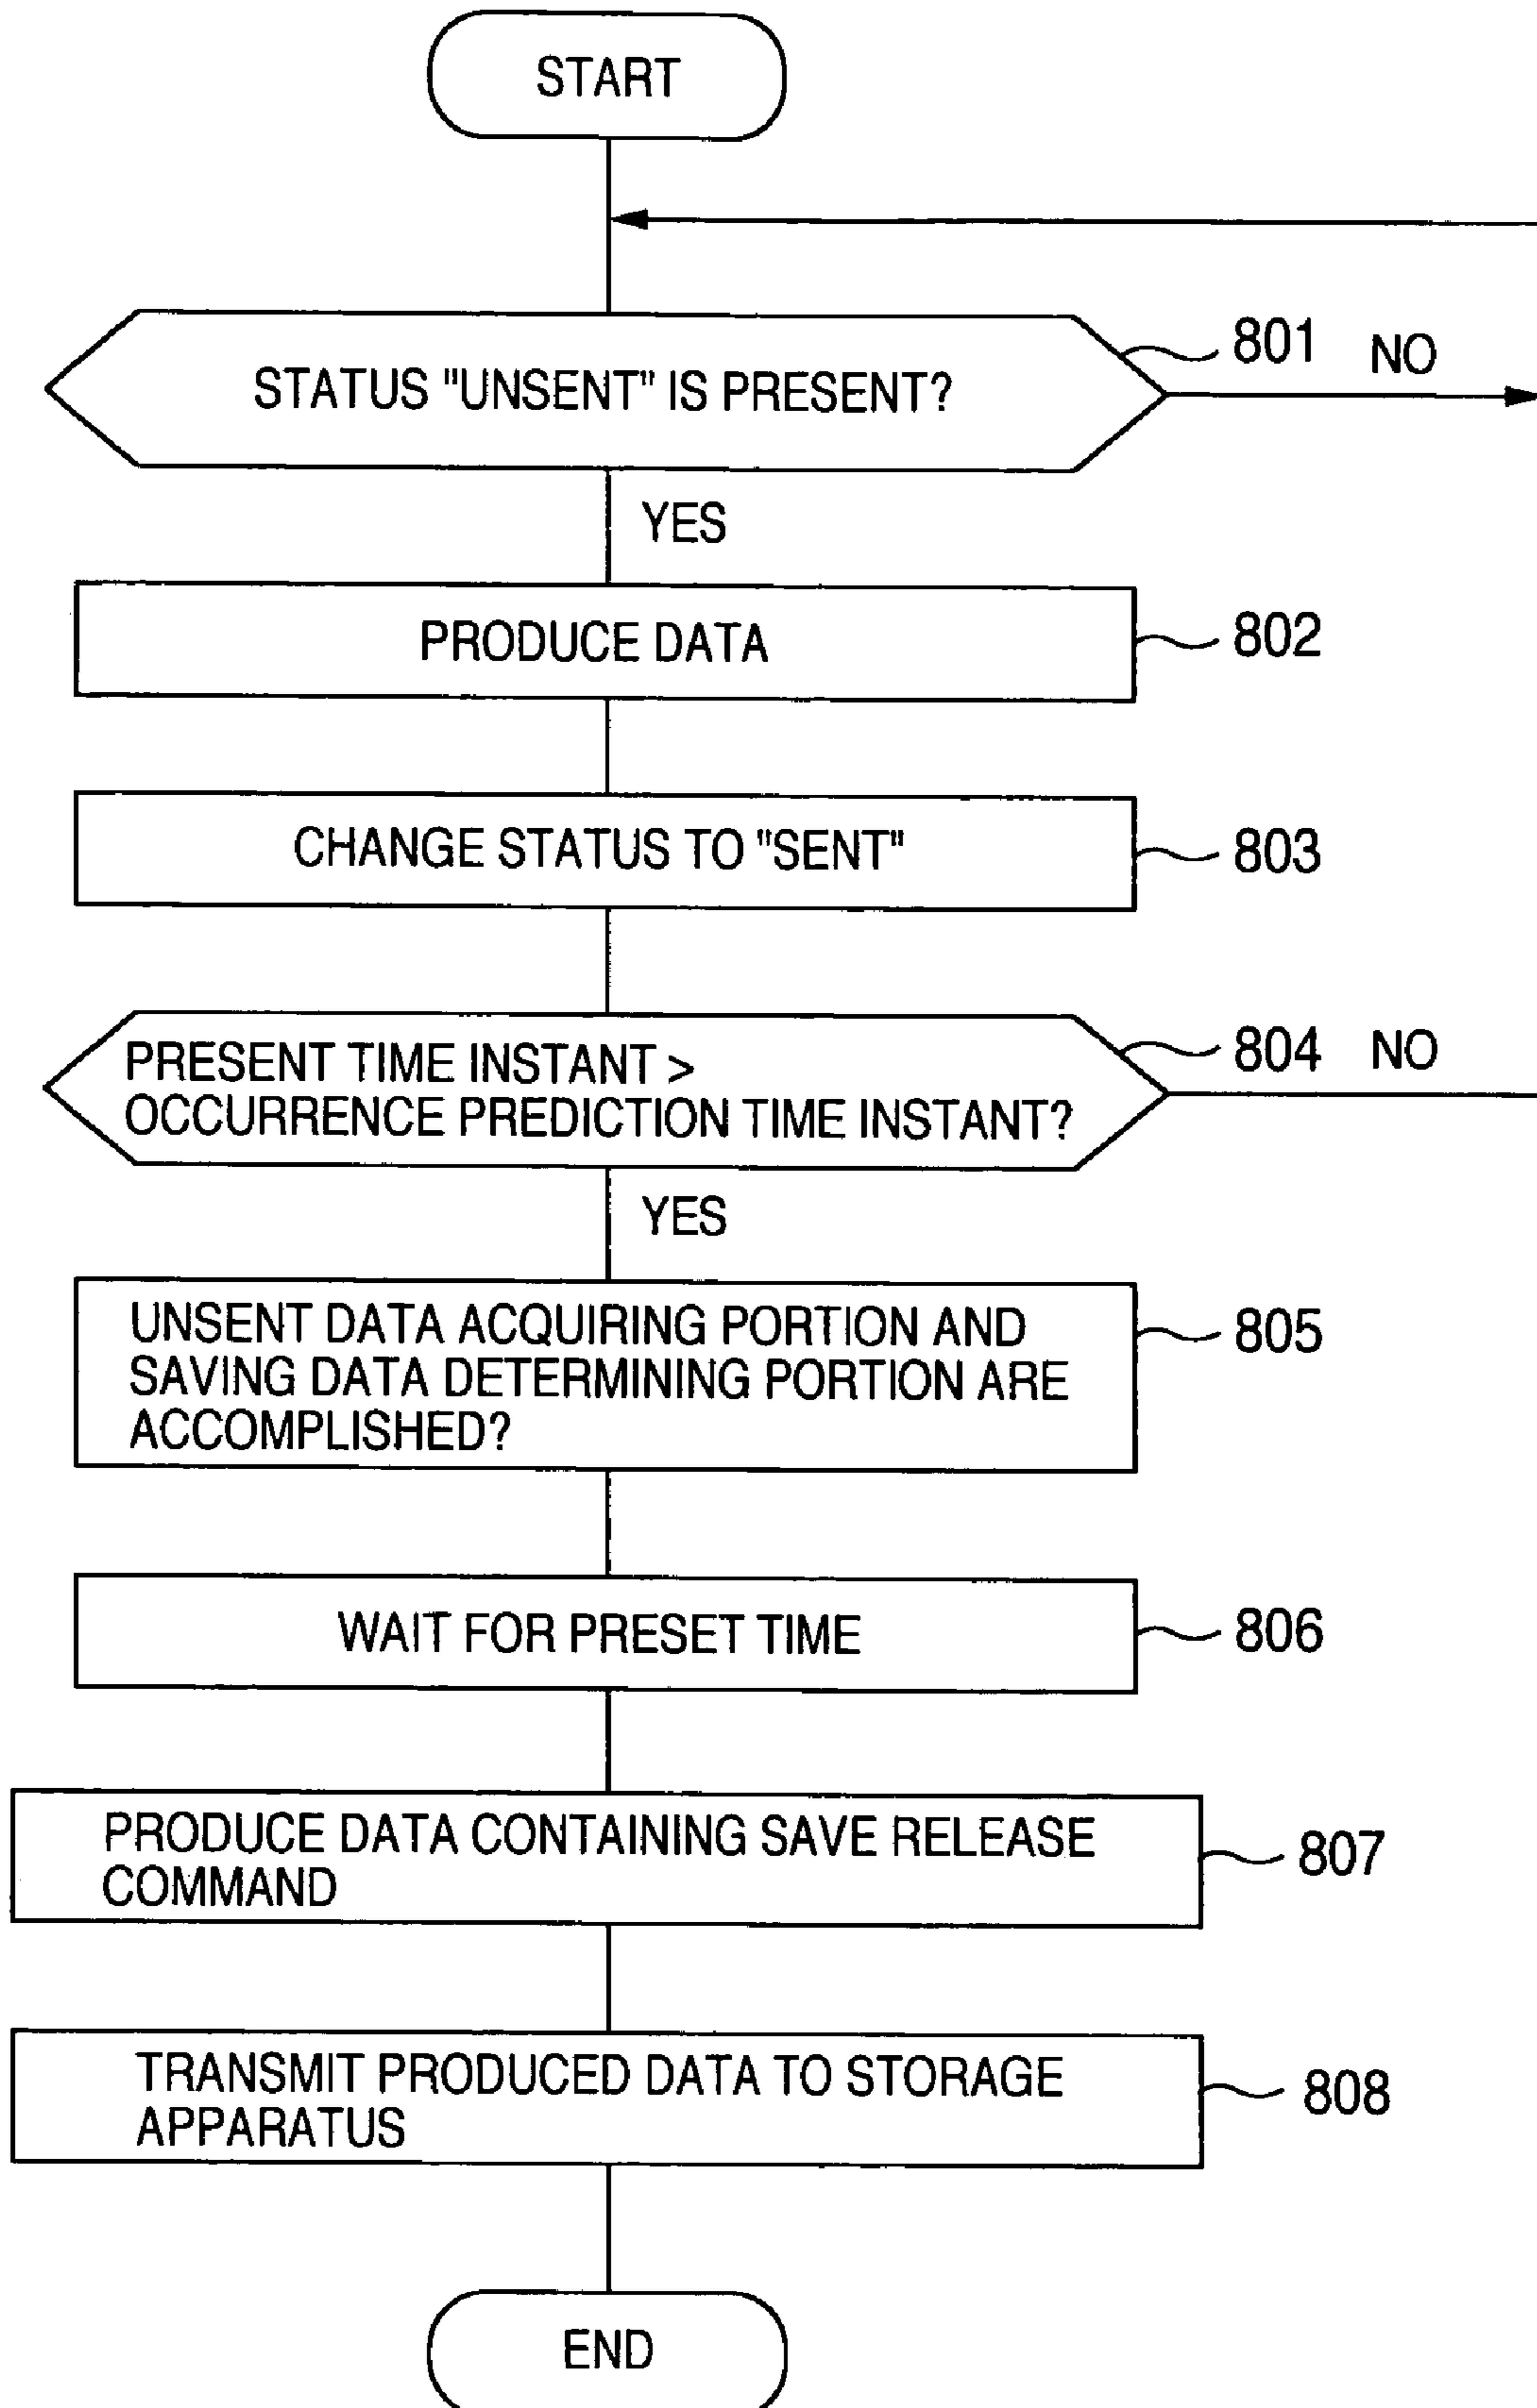 START
STATUS "UNSENT" IS PRESENT?
801
NO
YES
PRODUCE DATA
802
CHANGE STATUS TO "SENT"
803
PRESENT TIME INSTANT >
OCCURRENCE PREDICTION TIME INSTANT?
804
NO
YES
UNSENT DATA ACQUIRING PORTION AND
SAVING DATA DETERMINING PORTION ARE
ACCOMPLISHED?
805
WAIT FOR PRESET TIME
806
PRODUCE DATA CONTAINING SAVE RELEASE
COMMAND
807
TRANSMIT PRODUCED DATA TO STORAGE
APPARATUS
808
END